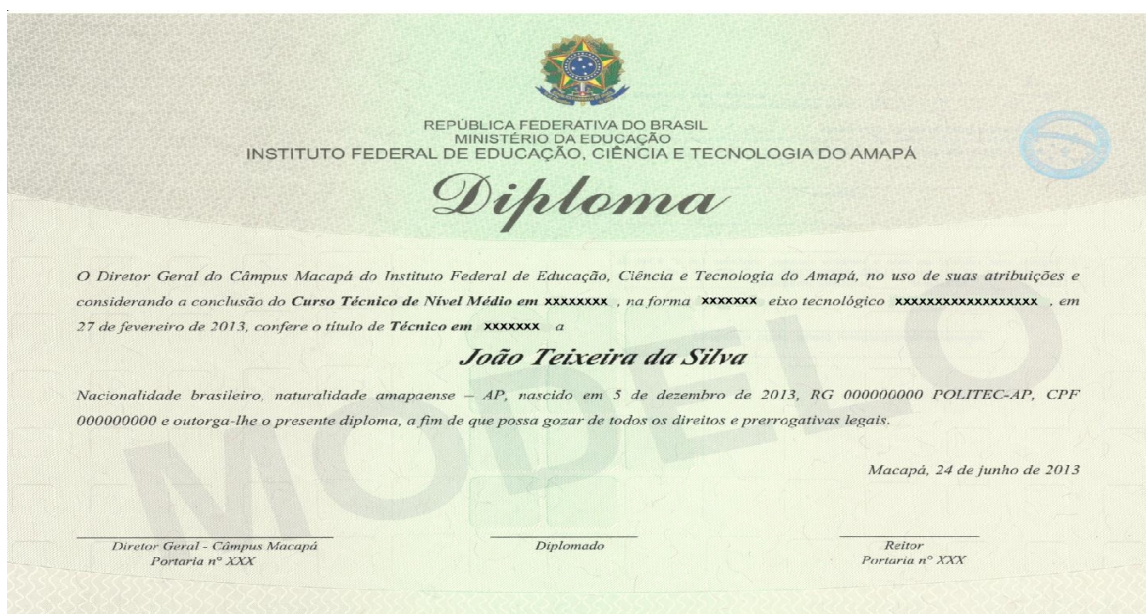 REPÚBLICA FEDERATIVA DO BRASIL
MINISTÉRIO DA EDUCAÇÃO
INSTITUTO FEDERAL DE EDUCAÇÃO, CIÊNCIA E TECNOLOGIA DO AMAPÁ
Diploma
O Diretor Geral do Câmpus Macapá do Instituto Federal de Educação, Ciência e Tecnologia do Amapá, no uso de suas atribuições e
considerando a conclusão do Curso Técnico de Nível Médio em xxxxxxxx , na forma xxxxxxx eixo tecnológico xxxxxxxxxxxxxxxxxx , em
27 de fevereiro de 2013, confere o título de Técnico em xxxxxxx a
João Teixeira da Silva
Nacionalidade brasileiro, naturalidade amapaense – AP, nascido em 5 de dezembro de 2013, RG 000000000 POLITEC-AP, CPF
000000000 e outorga-lhe o presente diploma, a fim de que possa gozar de todos os direitos e prerrogativas legais.
MODELO
Macapá, 24 de junho de 2013
Diretor Geral - Câmpus Macapá
Portaria nº XXX
Diplomado
Reitor
Portaria nº XXX